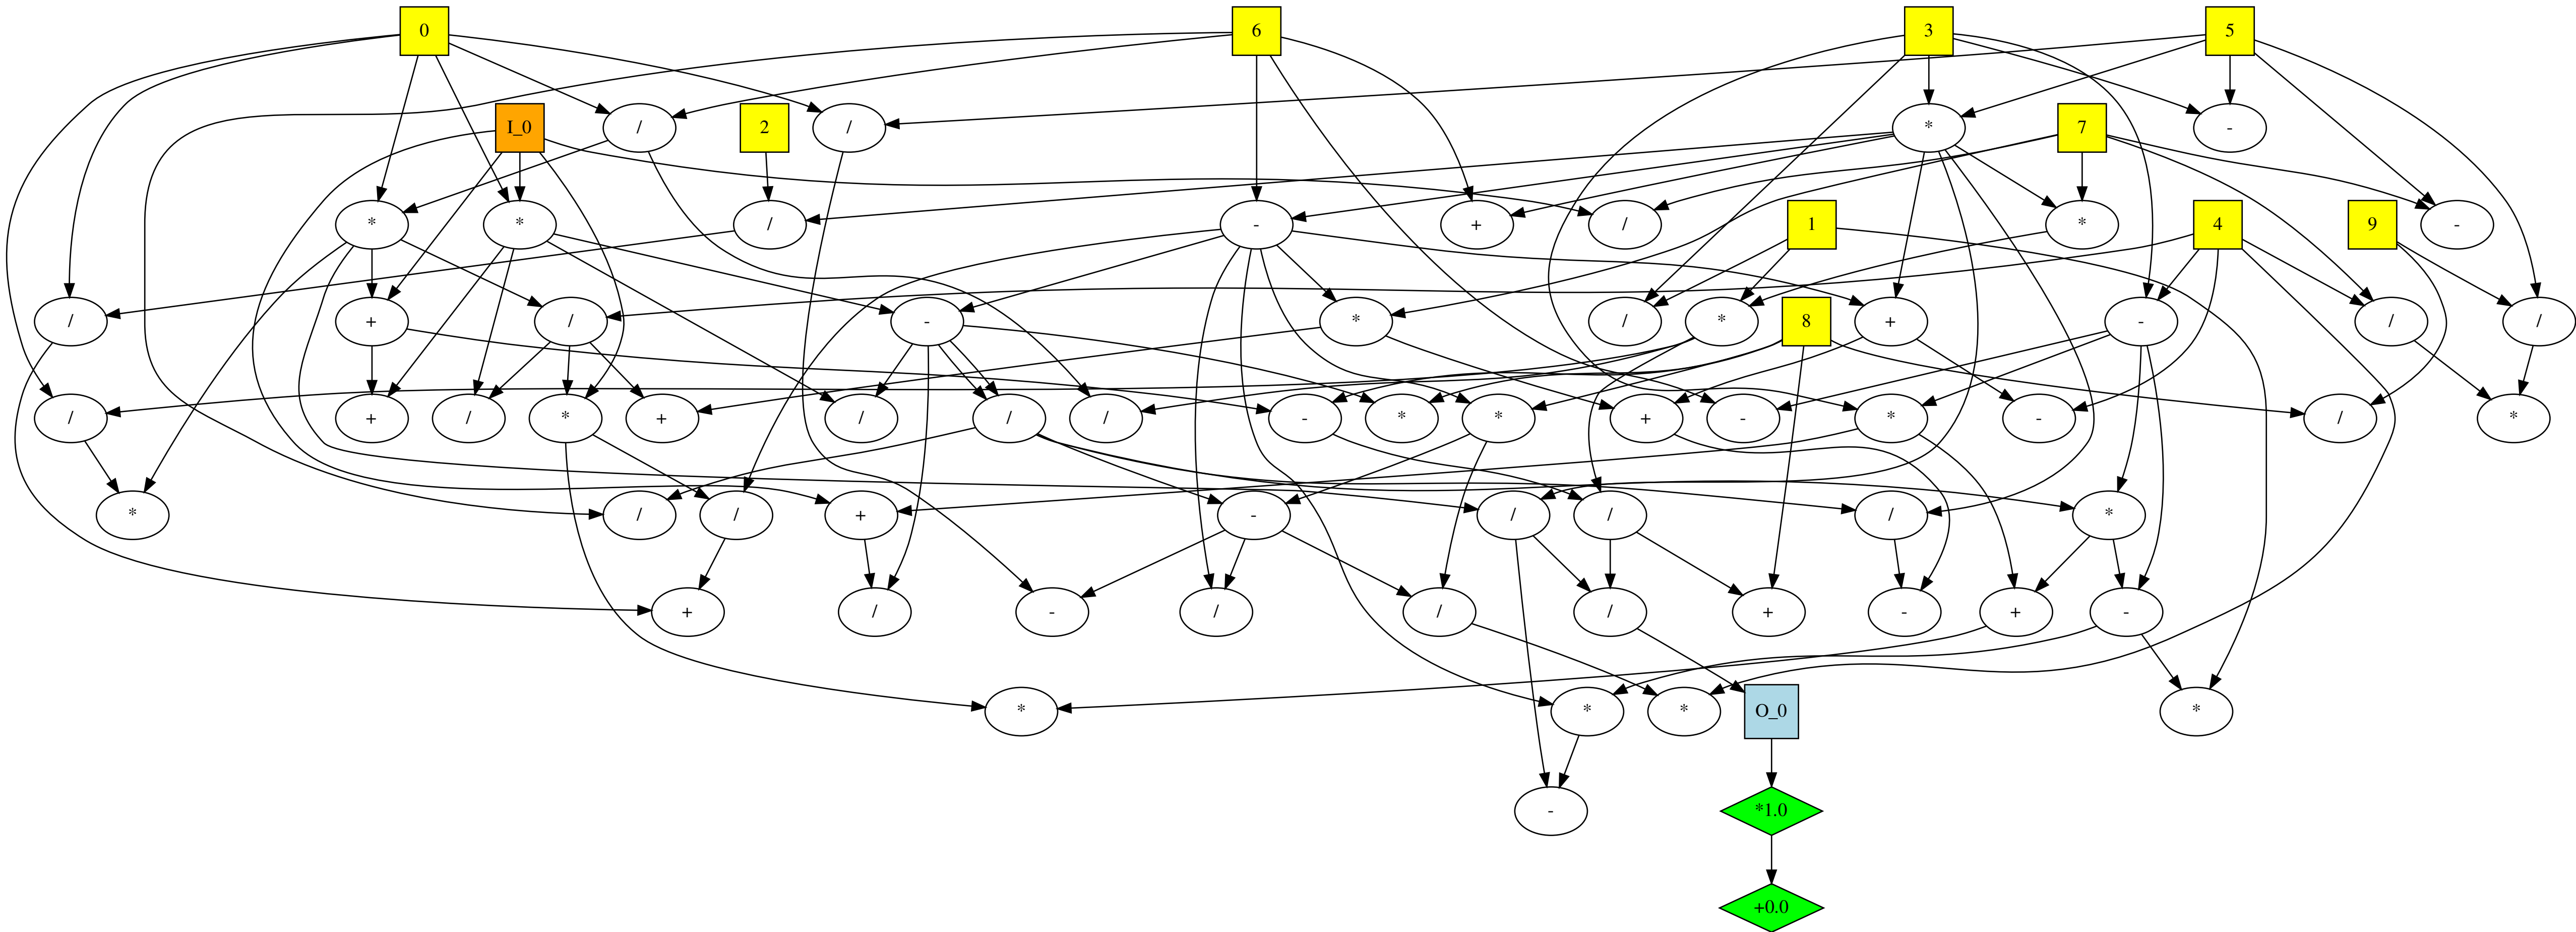 0 6 3 5
I_0 / 2 / * 7 -
* * / - + / 1 * 4 9 -
/ + / - * / * 8 + - / /
/ + / * + / / / - * * + - * - / *
* / / + - / / / *
+ / - / / / + - + -
* * * O_0 *
- *1.0
+0.0